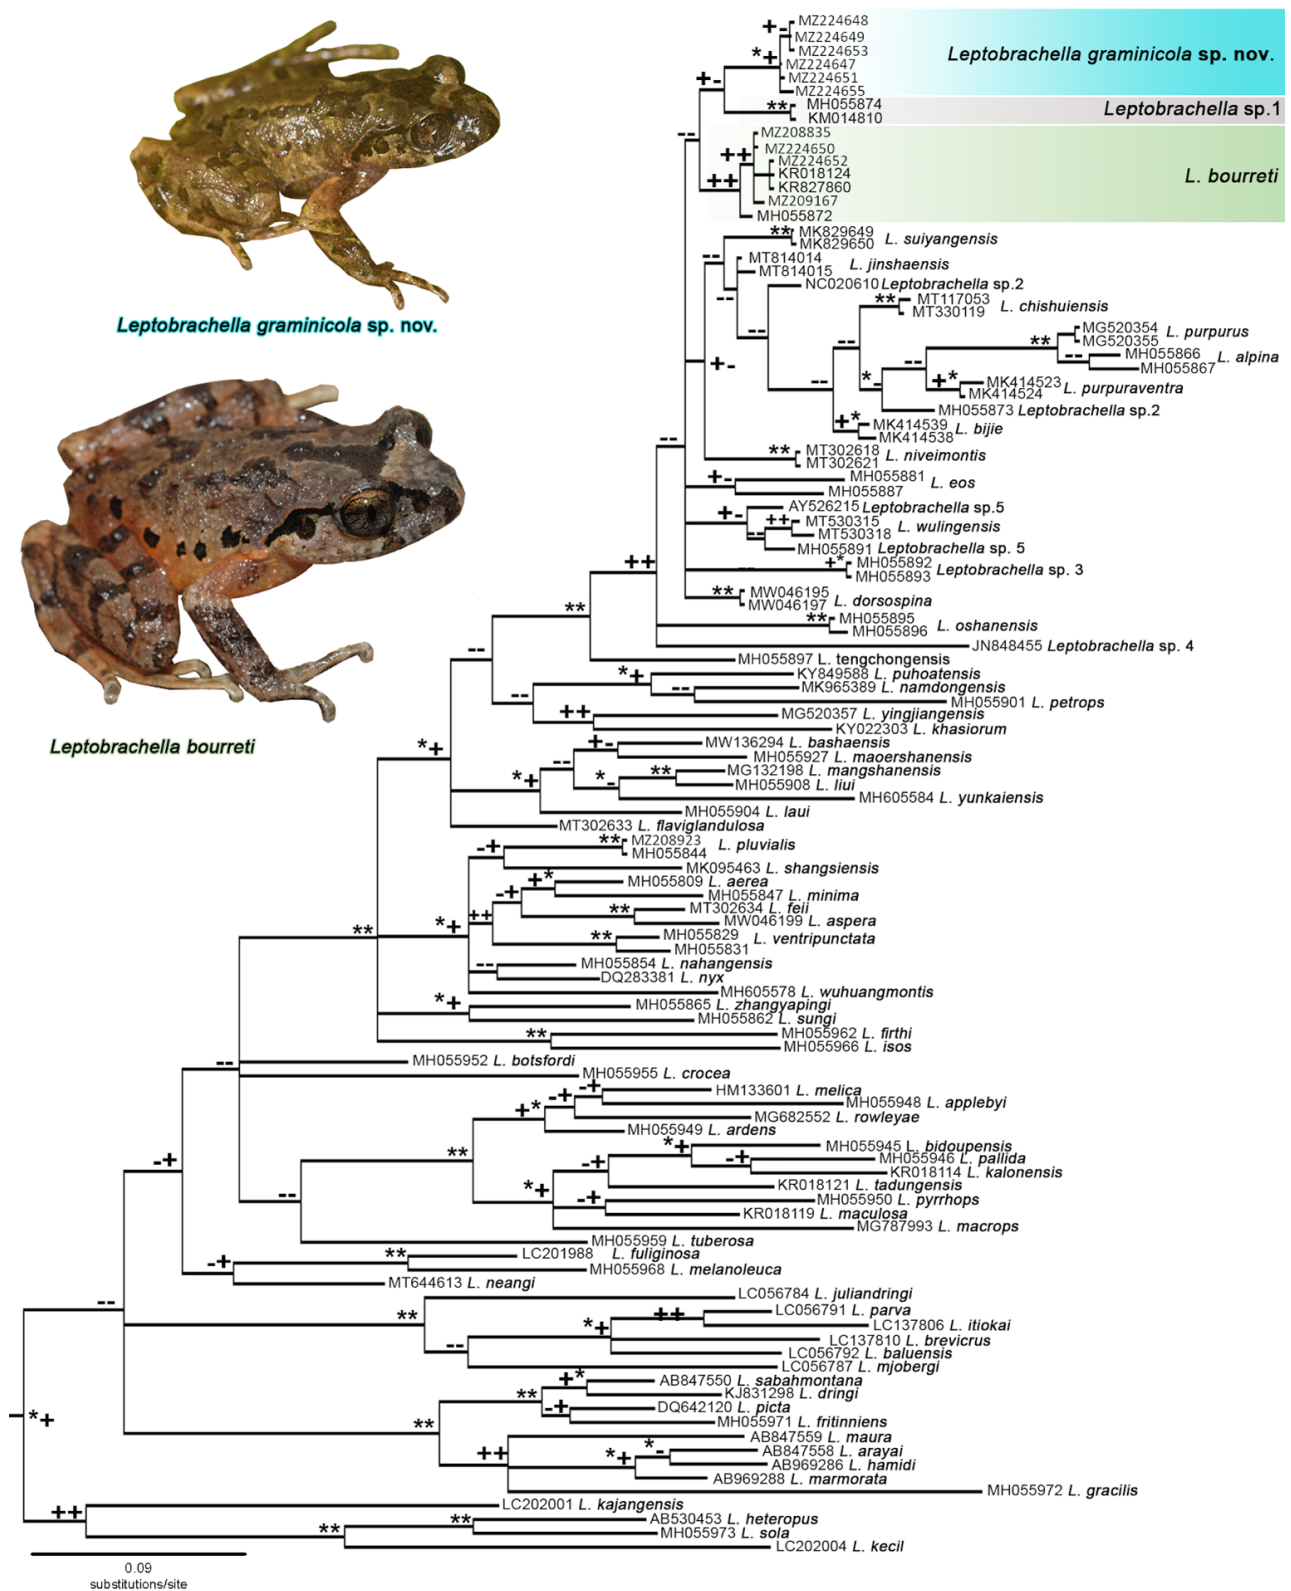 MZ224648
MZ224649
MZ224653
MZ224647
MZ224651
MZ224655
Leptobrachella graminicola sp. nov.
MH055874
KM014810
Leptobrachella sp.1
MZ208835
MZ224650
MZ224652
KR018124
KR827860
MZ209167
MH055872
L. bourreti
MK829649
MK829650
L. suiyangensis
MT814014
MT814015
L. jinshaensis
NC020610 Leptobrachella sp.2
MT117053
MT330119
L. chishuiensis
MG520354
MG520355
L. purpurus
MH055866
MH055867
L. alpina
MK414523
MK414524
L. purpuraventra
MH055873 Leptobrachella sp.2
MK414539
MK414538
L. bijie
MT302618
MT302621
L. niveimontis
MH055881
MH055887
L. eos
AY526215 Leptobrachella sp.5
MT530315
MT530318
L. wulingensis
MH055891 Leptobrachella sp. 5
MH055892
MH055893
Leptobrachella sp. 3
MW046195
MW046197
L. dorsospina
MH055895
MH055896
L. oshanensis
JN848455 Leptobrachella sp. 4
MH055897 L. tengchongensis
KY849588 L. puhoatensis
MK965389 L. namdongensis
MH055901 L. petrops
MG520357 L. yingjiangensis
KY022303 L. khasiorum
MW136294 L. bashaensis
MH055927 L. maoershanensis
MG132198 L. mangshanensis
MH055908 L. liui
MH605584 L. yunkaiensis
MH055904 L. laui
MT302633 L. flaviglandulosa
MZ208923
MH055844
L. pluvialis
MK095463 L. shangsiensis
MH055809 L. aerea
MH055847 L. minima
MT302634 L. feii
MW046199 L. aspera
MH055829
MH055831
L. ventripunctata
MH055854 L. nahangensis
DQ283381 L. nyx
MH605578 L. wuhuangmontis
MH055865 L. zhangyapingi
MH055862 L. sungi
MH055962 L. firthi
MH055966 L. isos
MH055952 L. botsfordi
MH055955 L. crocea
HM133601 L. melica
MH055948 L. applebyi
MG682552 L. rowleyae
MH055949 L. ardens
MH055945 L. bidoupensis
MH055946 L. pallida
KR018114 L. kalonensis
KR018121 L. tadungensis
MH055950 L. pyrrhops
KR018119 L. maculosa
MG787993 L. macrops
MH055959 L. tuberosa
LC201988 L. fuliginosa
MH055968 L. melanoleuca
MT644613 L. neangi
LC056784 L. juliandringi
LC056791 L. parva
LC137806 L. itiokai
LC137810 L. brevicrus
LC056792 L. baluensis
LC056787 L. mjobergi
AB847550 L. sabahmontana
KJ831298 L. dringi
DQ642120 L. picta
MH055971 L. fritinniens
AB847559 L. maura
AB847558 L. arayai
AB969286 L. hamidi
AB969288 L. marmorata
MH055972 L. gracilis
LC202001 L. kajangensis
AB530453 L. heteropus
MH055973 L. sola
LC202004 L. kecil
Leptobrachella graminicola sp. nov.
Leptobrachella bourreti
0.09
substitutions/site